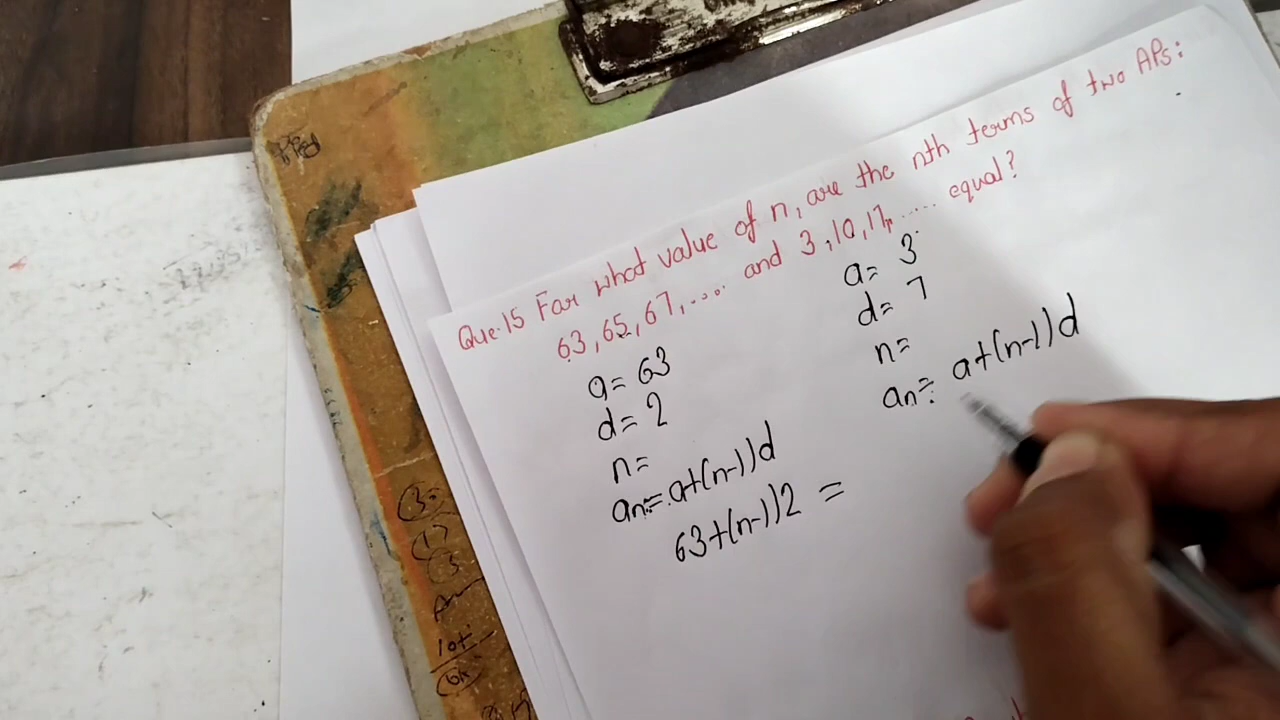 Que.15 For what value of n, are the nth terms of two APs:
63, 65, 67, .... and 3, 10, 17, ..... equal?
a= 63
d= 2
n=
an= a+(n-1)d
a= 3
d= 7
n=
an= a+(n-1)d
63+(n-1)2 =